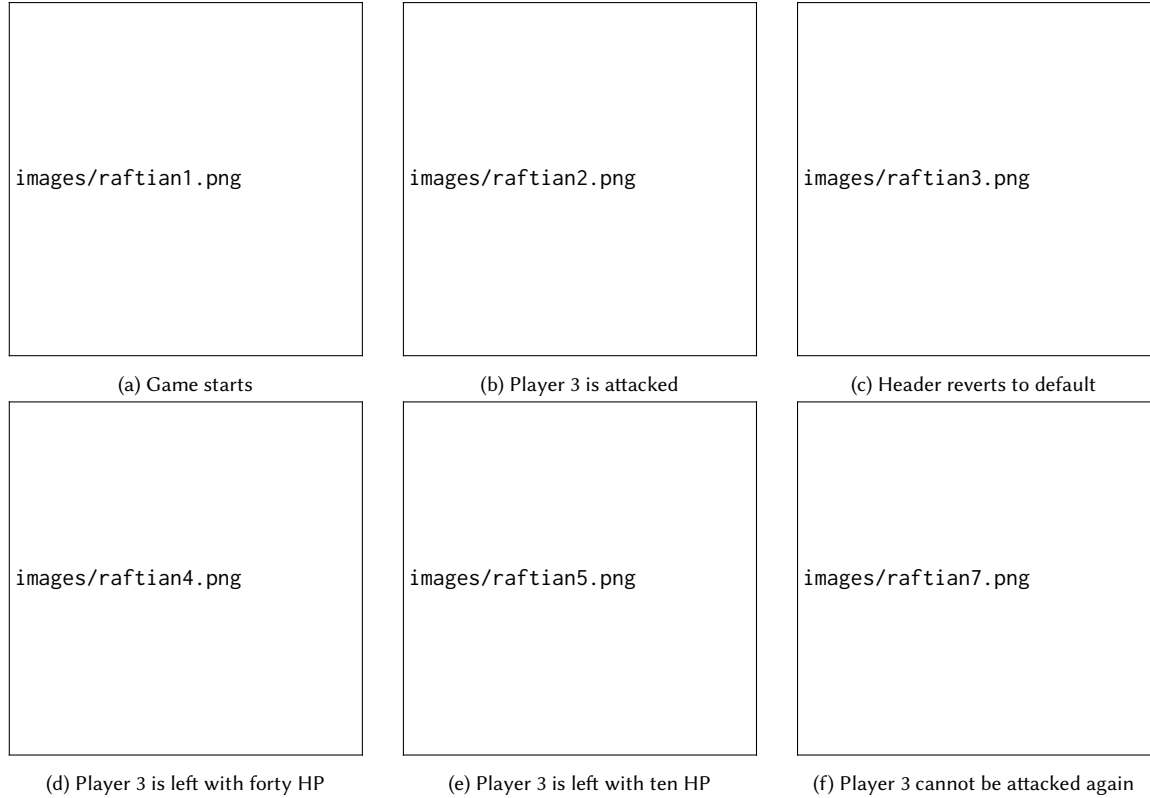 images/raftian1.png
images/raftian2.png
images/raftian3.png
(a) Game starts
(b) Player 3 is attacked
(c) Header reverts to default
images/raftian4.png
images/raftian5.png
images/raftian7.png
(d) Player 3 is left with forty HP
(e) Player 3 is left with ten HP
(f) Player 3 cannot be attacked again